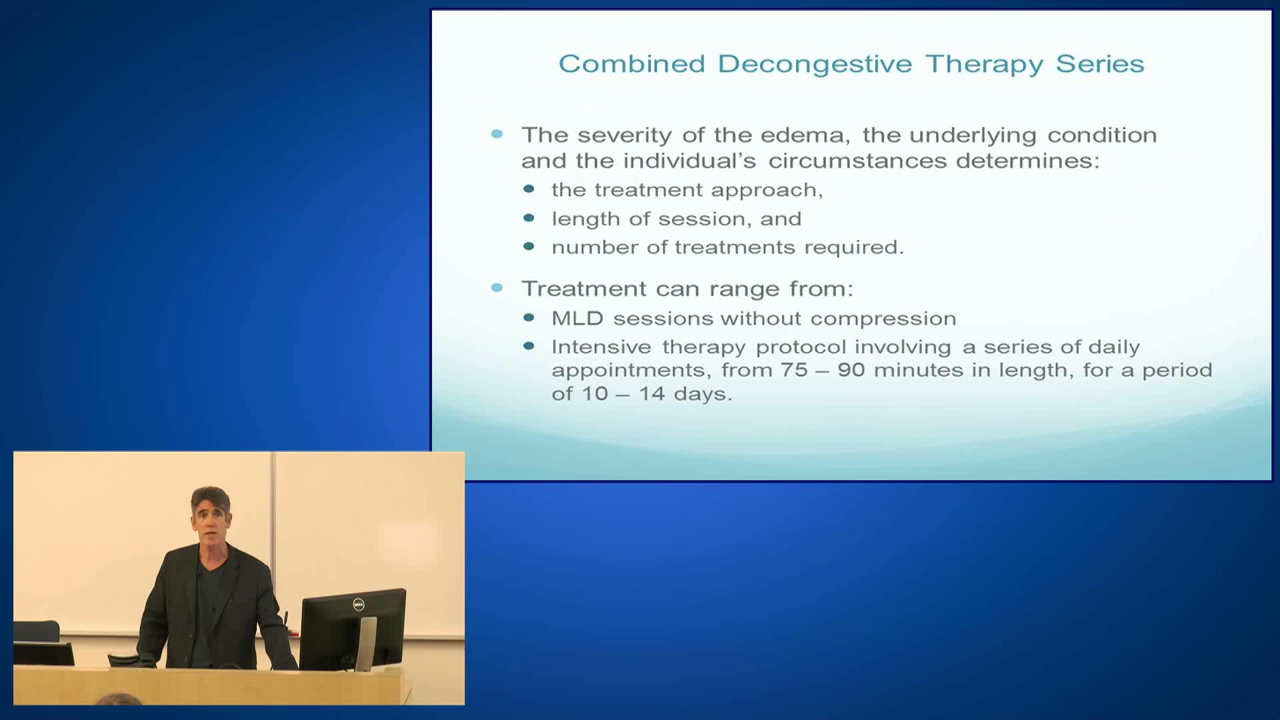 Combined Decongestive Therapy Series
The severity of the edema, the underlying condition
and the individual's circumstances determines:
the treatment approach,
length of session, and
number of treatments required.
Treatment can range from:
MLD sessions without compression
Intensive therapy protocol involving a series of daily
appointments, from 75 – 90 minutes in length, for a period
of 10 – 14 days.
DELL